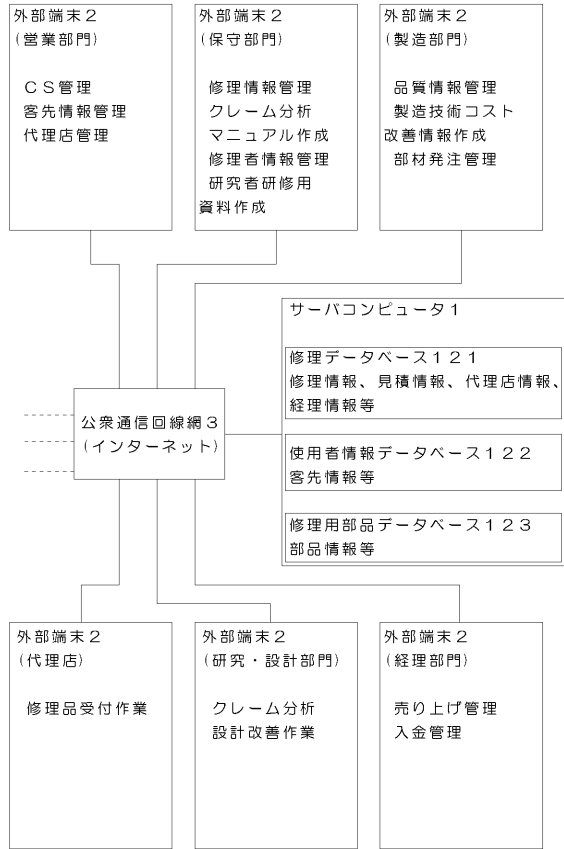 外部端末２
(営業部門)
ＣＳ管理
客先情報管理
代理店管理
外部端末２
(保守部門)
修理情報管理
クレーム分析
マニュアル作成
修理者情報管理
研究者研修用
資料作成
外部端末２
(製造部門)
品質情報管理
製造技術コスト
改善情報作成
部材発注管理
サーバコンピュータ１
修理データベース１２１
修理情報、見積情報、代理店情報、
経理情報等
公衆通信回線網３
(インターネット)
使用者情報データベース１２２
客先情報等
修理用部品データベース１２３
部品情報等
外部端末２
(代理店)
修理品受付作業
外部端末２
(研究・設計部門)
クレーム分析
設計改善作業
外部端末２
(経理部門)
売り上げ管理
入金管理